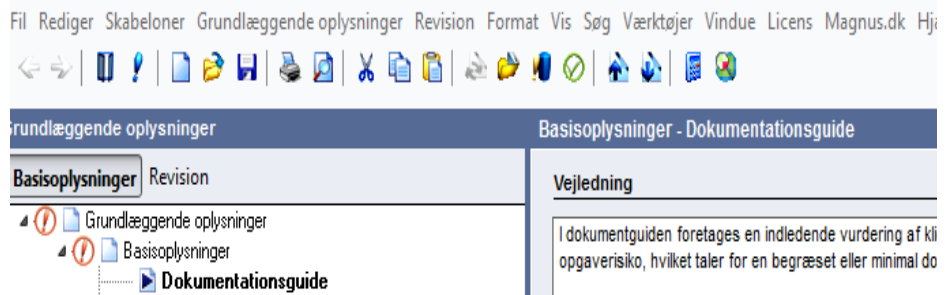 Fil Rediger Skabeloner Grundlæggende oplysninger Revision Format Vis Søg Værktøjer Vindue Licens Magnus.dk
Grundlæggende oplysninger
Basisoplysninger - Dokumentationsguide
Basisoplysninger Revision
Vejledning
Grundlæggende oplysninger
Basisoplysninger
Dokumentationsguide
I dokumentguiden foretages en indledende vurdering af
opgaverisiko, hvilket taler for en begræset eller minimal